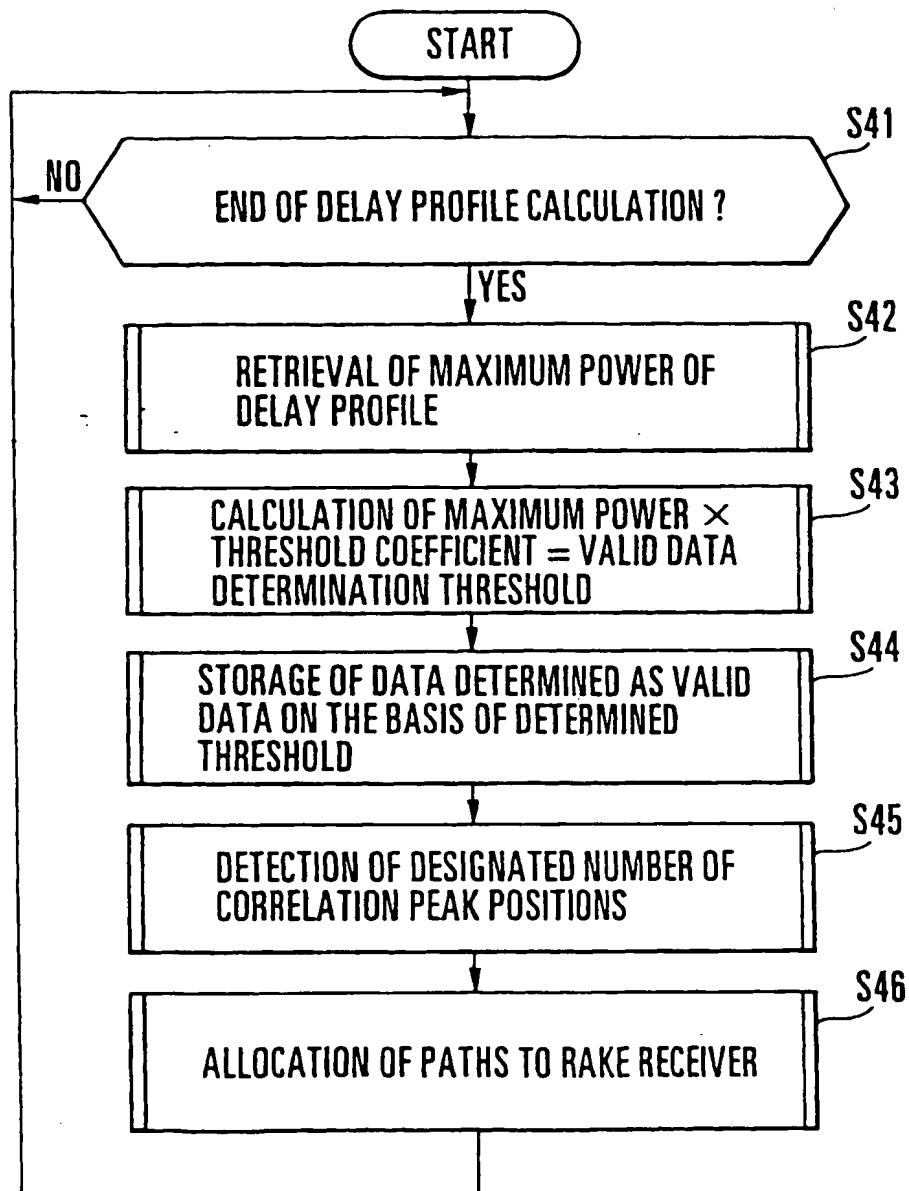 START
S41
NO
END OF DELAY PROFILE CALCULATION ?
YES
S42
RETRIEVAL OF MAXIMUM POWER OF
DELAY PROFILE
S43
CALCULATION OF MAXIMUM POWER ×
THRESHOLD COEFFICIENT = VALID DATA
DETERMINATION THRESHOLD
S44
STORAGE OF DATA DETERMINED AS VALID
DATA ON THE BASIS OF DETERMINED
THRESHOLD
S45
DETECTION OF DESIGNATED NUMBER OF
CORRELATION PEAK POSITIONS
S46
ALLOCATION OF PATHS TO RAKE RECEIVER